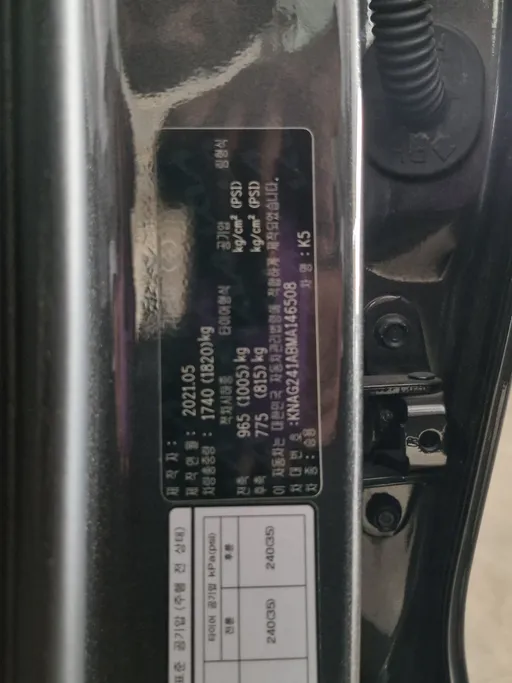 제 작 자 :
제 작 연 월 : 2021.05
차량총중량 : 1740 (1820)kg
적차시하중 타이어형식 공기압 림형식
전축 965 (1005)kg kg/cm² (PSI)
후축 775 (815)kg kg/cm² (PSI)
이 자동차는 대한민국 자동차관리법령에 적합하게 제작되었습니다.
차 대 번 호 :KNAG241ABMA146508
차 종 : 승용 차 명 : K5
표준 공기압 (주행 전 상태)
타이어 공기압 kPa(psi)
전륜 후륜
240(35) 240(35)